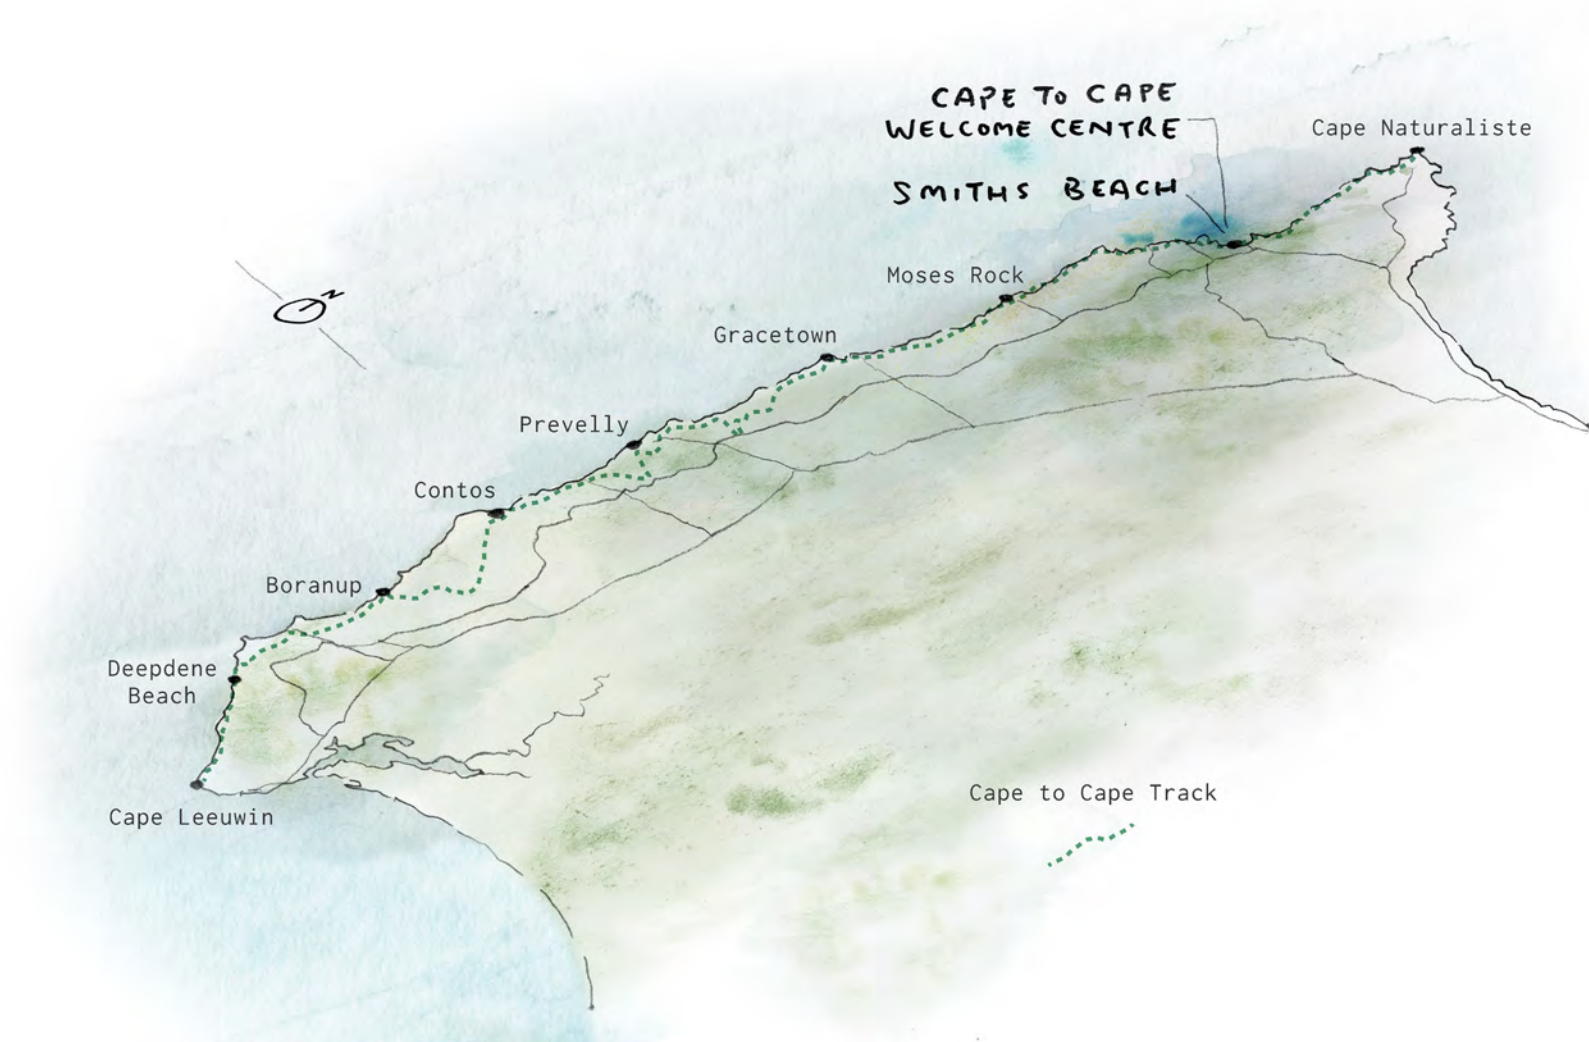 CAPE TO CAPE
WELCOME CENTRE
Cape Naturaliste
SMITHS BEACH
Moses Rock
N
Gracetown
Prevelly
Contos
Boranup
Deepdene
Beach
Cape to Cape Track
Cape Leeuwin